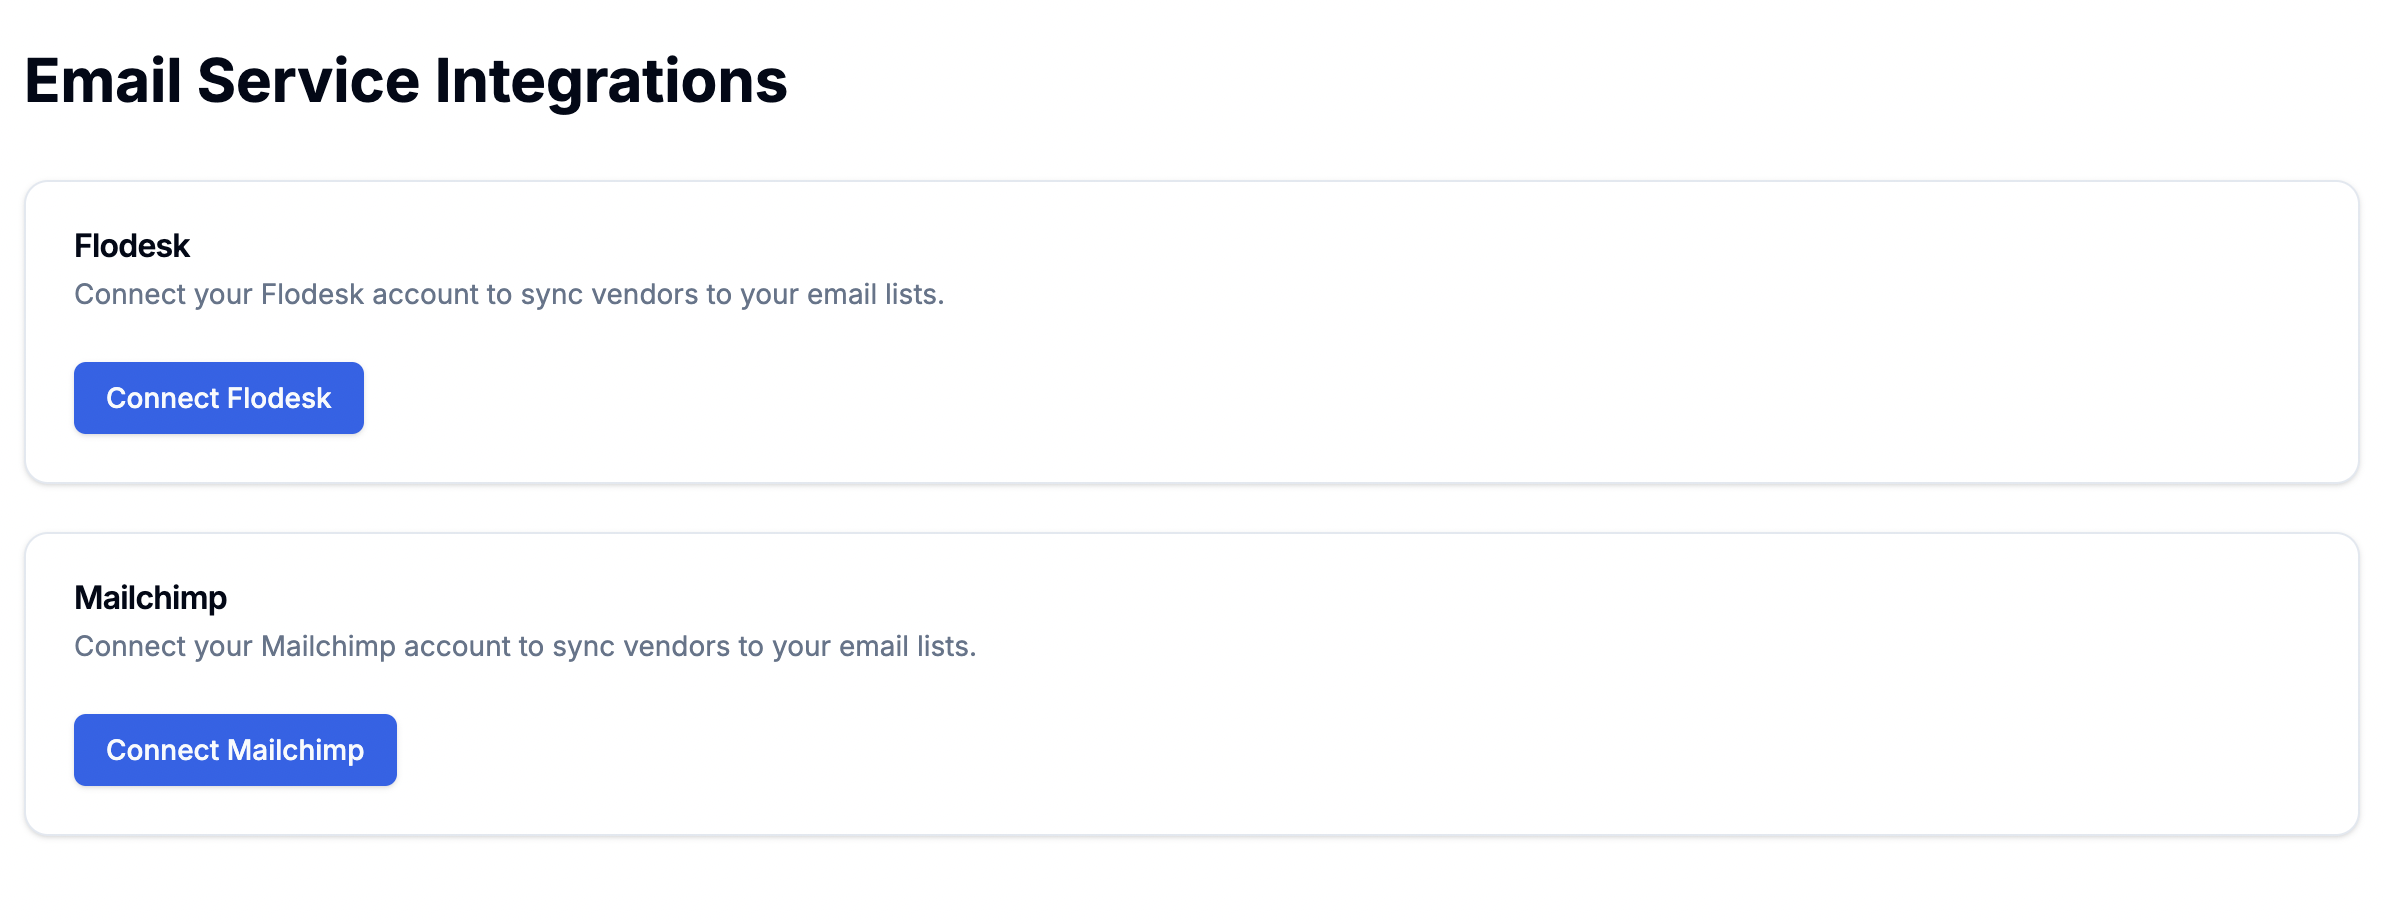 Email Service Integrations
Flodesk
Connect your Flodesk account to sync vendors to your email lists.
Connect Flodesk
Mailchimp
Connect your Mailchimp account to sync vendors to your email lists.
Connect Mailchimp